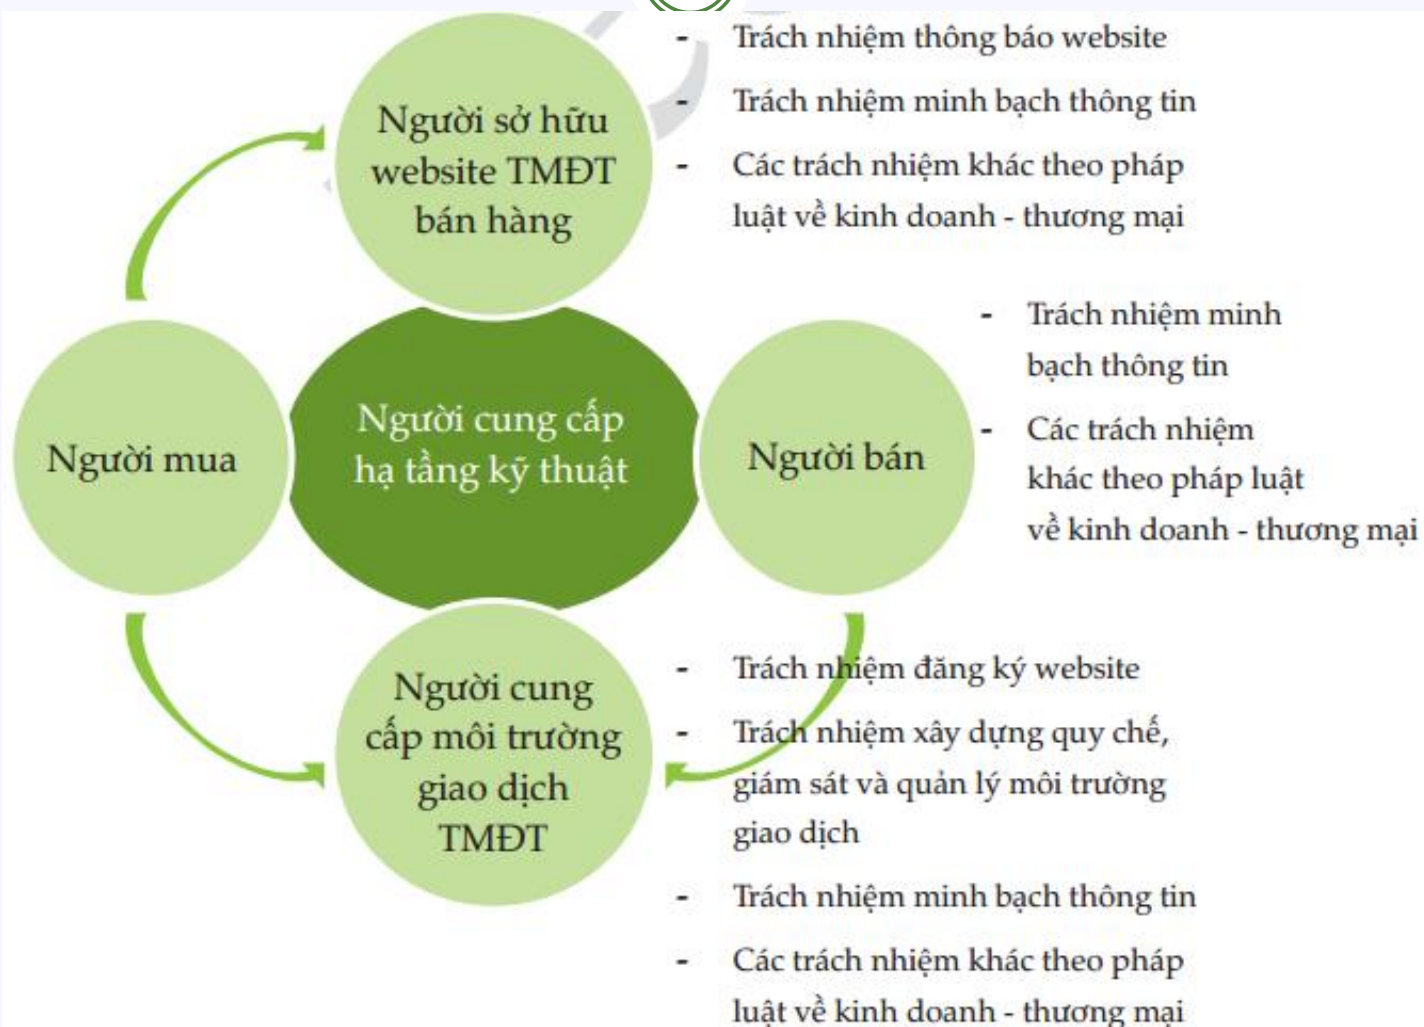 Người sở hữu
website TMĐT
bán hàng
- Trách nhiệm thông báo website
- Trách nhiệm minh bạch thông tin
- Các trách nhiệm khác theo pháp
luật về kinh doanh - thương mại
Người mua
Người cung cấp
hạ tầng kỹ thuật
Người bán
- Trách nhiệm minh
bạch thông tin
- Các trách nhiệm
khác theo pháp luật
về kinh doanh - thương mại
Người cung
cấp môi trường
giao dịch
TMĐT
- Trách nhiệm đăng ký website
- Trách nhiệm xây dựng quy chế,
giám sát và quản lý môi trường
giao dịch
- Trách nhiệm minh bạch thông tin
- Các trách nhiệm khác theo pháp
luật về kinh doanh - thương mại